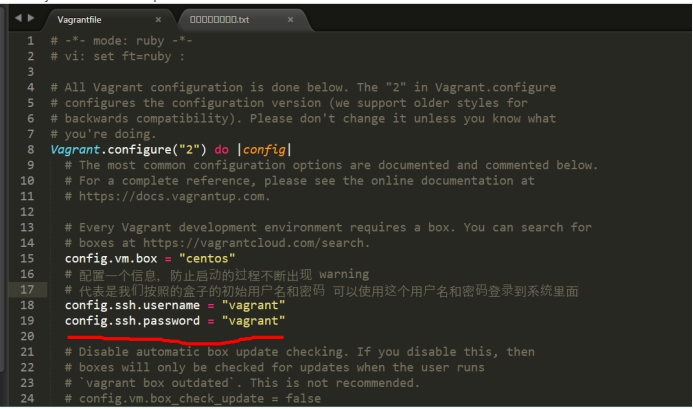 Vagrantfile × □□□□□□□□.txt ×
1 # -*- mode: ruby -*-
2 # vi: set ft=ruby :
3
4 # All Vagrant configuration is done below. The "2" in Vagrant.configure
5 # configures the configuration version (we support older styles for
6 # backwards compatibility). Please don't change it unless you know what
7 # you're doing.
8 Vagrant.configure("2") do |config|
9 # The most common configuration options are documented and commented below.
10 # For a complete reference, please see the online documentation at
11 # https://docs.vagrantup.com.
12
13 # Every Vagrant development environment requires a box. You can search for
14 # boxes at https://vagrantcloud.com/search.
15 config.vm.box = "centos"
16 # 配置一个信息，防止启动的过程不断出现 warning
17 # 代表是我们按照的盒子的初始用户名和密码 可以使用这个用户名和密码登录到系统里面
18 config.ssh.username = "vagrant"
19 config.ssh.password = "vagrant"
20
21 # Disable automatic box update checking. If you disable this, then
22 # boxes will only be checked for updates when the user runs
23 # `vagrant box outdated`. This is not recommended.
24 # config.vm.box_check_update = false